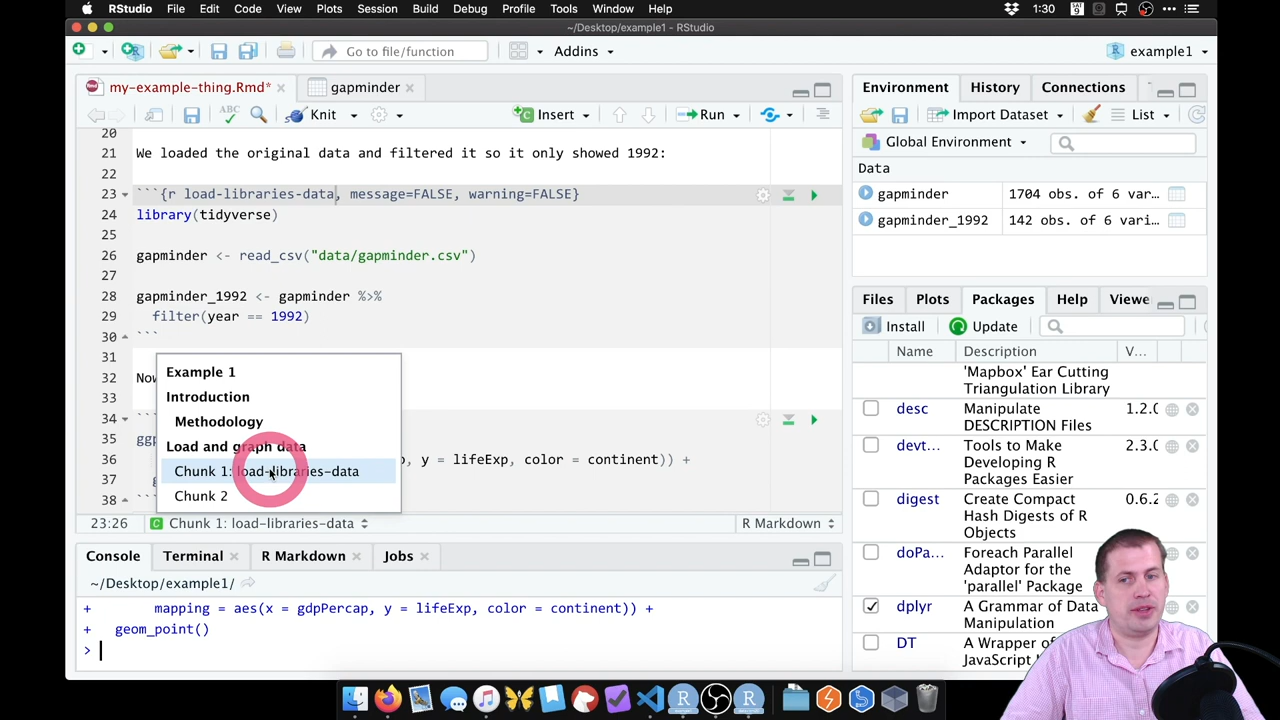 RStudio File Edit Code View Plots Session Build Debug Profile Tools Window Help 1:30 SAT 9
~/Desktop/example1 - RStudio
Go to file/function Addins example1
my-example-thing.Rmd* gapminder
ABC Knit Insert Run
20
21 We loaded the original data and filtered it so it only showed 1992:
22
23 ```{r load-libraries-data, message=FALSE, warning=FALSE}
24 library(tidyverse)
25
26 gapminder <- read_csv("data/gapminder.csv")
27
28 gapminder_1992 <- gapminder %>%
29 filter(year == 1992)
30 ```
31
32 Now
33
34
35 ggp
36 p, y = lifeExp, color = continent)) +
37
38
Example 1
Introduction
Methodology
Load and graph data
Chunk 1: load-libraries-data
Chunk 2
23:26 Chunk 1: load-libraries-data R Markdown
Console Terminal R Markdown Jobs
~/Desktop/example1/
+ mapping = aes(x = gdpPercap, y = lifeExp, color = continent)) +
+ geom_point()
>
Environment History Connections
Import Dataset List
Global Environment
Data
gapminder 1704 obs. of 6 var…
gapminder_1992 142 obs. of 6 vari…
Files Plots Packages Help Viewe
Install Update
Name Description V...
'Mapbox' Ear Cutting
Triangulation Library
desc Manipulate 1.2.0
DESCRIPTION Files
devt… Tools to Make 2.3.0
Developing R
Packages Easier
digest Create Compact 0.6.2
Hash Digests of R
Objects
doPa… Foreach Parallel
Adaptor for the
'parallel' Package
dplyr A Grammar of Data
Manipulation
DT A Wrapper of
JavaScript